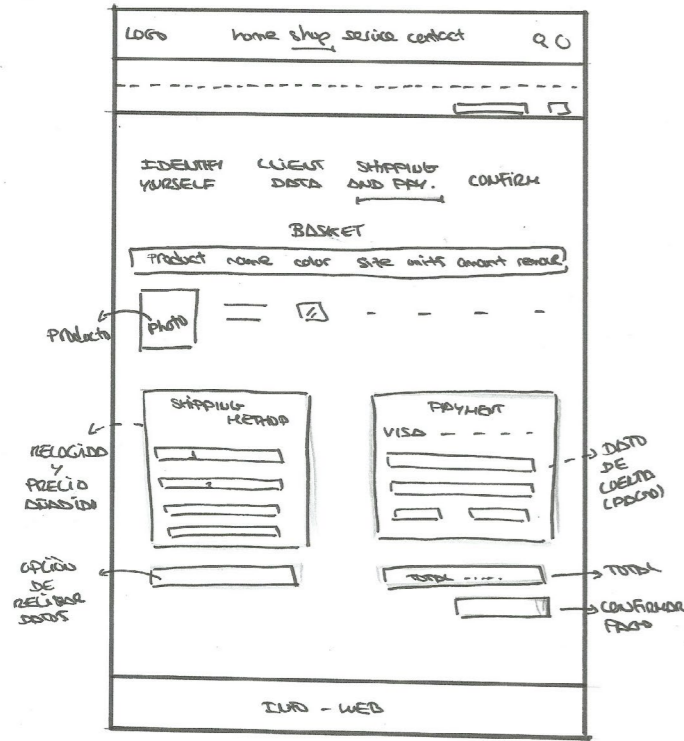 LOGO home shop service contact
IDENTIFY
YURSELF
CLIENT
DATA
SHIPPING
AND PAY.
CONFIRM
BASKET
Product name color size units amount remove
PHOTO
Producto
SHIPPING
METHOD
RECOGIDA
Y
PRECIO
AÑADIDO
PAYMENT
VISA
DATO
DE
CUENTA
(PAGO)
OPCIÓN
DE
DATOS
TOTAL .....
TOTAL
CONFIRMAR
PAGO
INFO - WEB